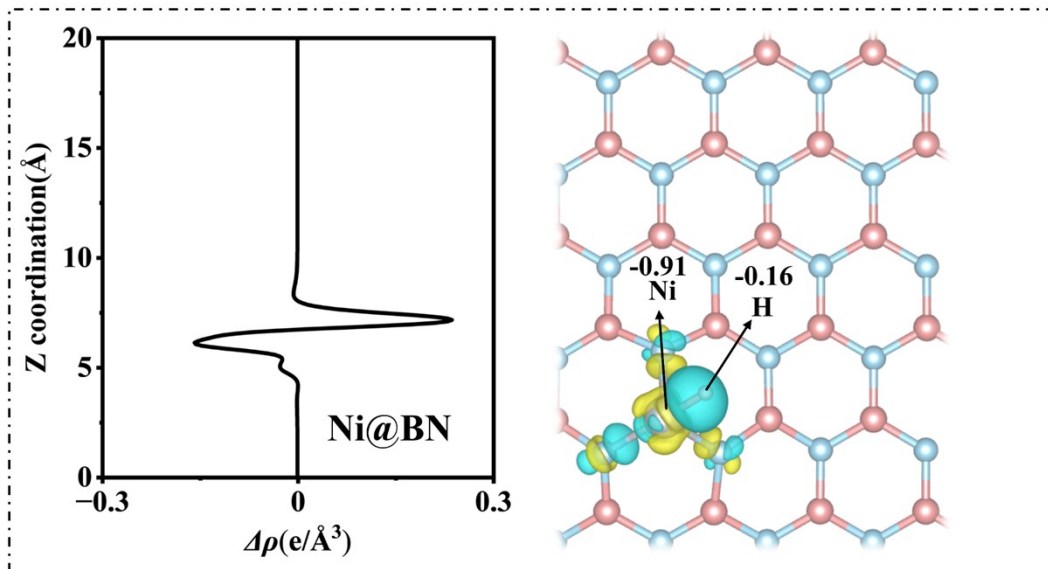 20
15
10
5
0
Z coordination(Å)
Ni@BN
−0.3
0
0.3
Δρ(e/Å³)
-0.91
Ni
-0.16
H